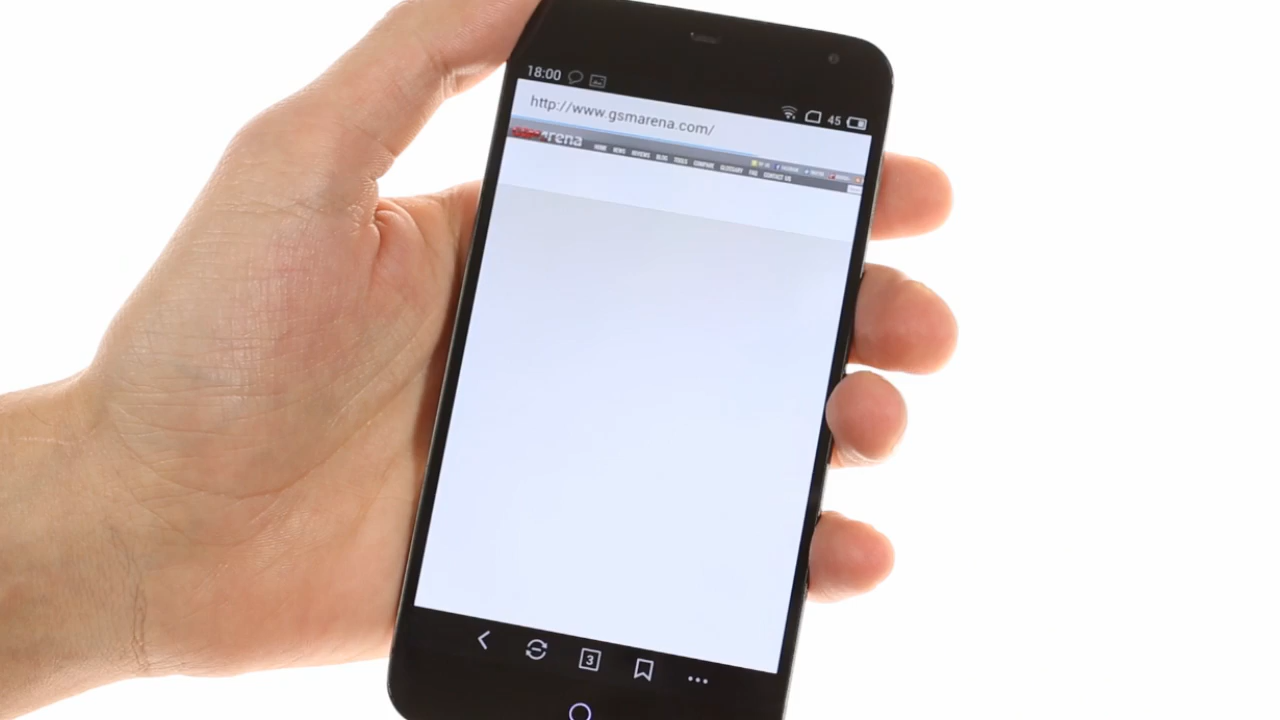 18:00
45
http://www.gsmarena.com/
arena
HOME NEWS REVIEWS BLOG TOOLS COMPARE GLOSSARY FAQ CONTACT US
3